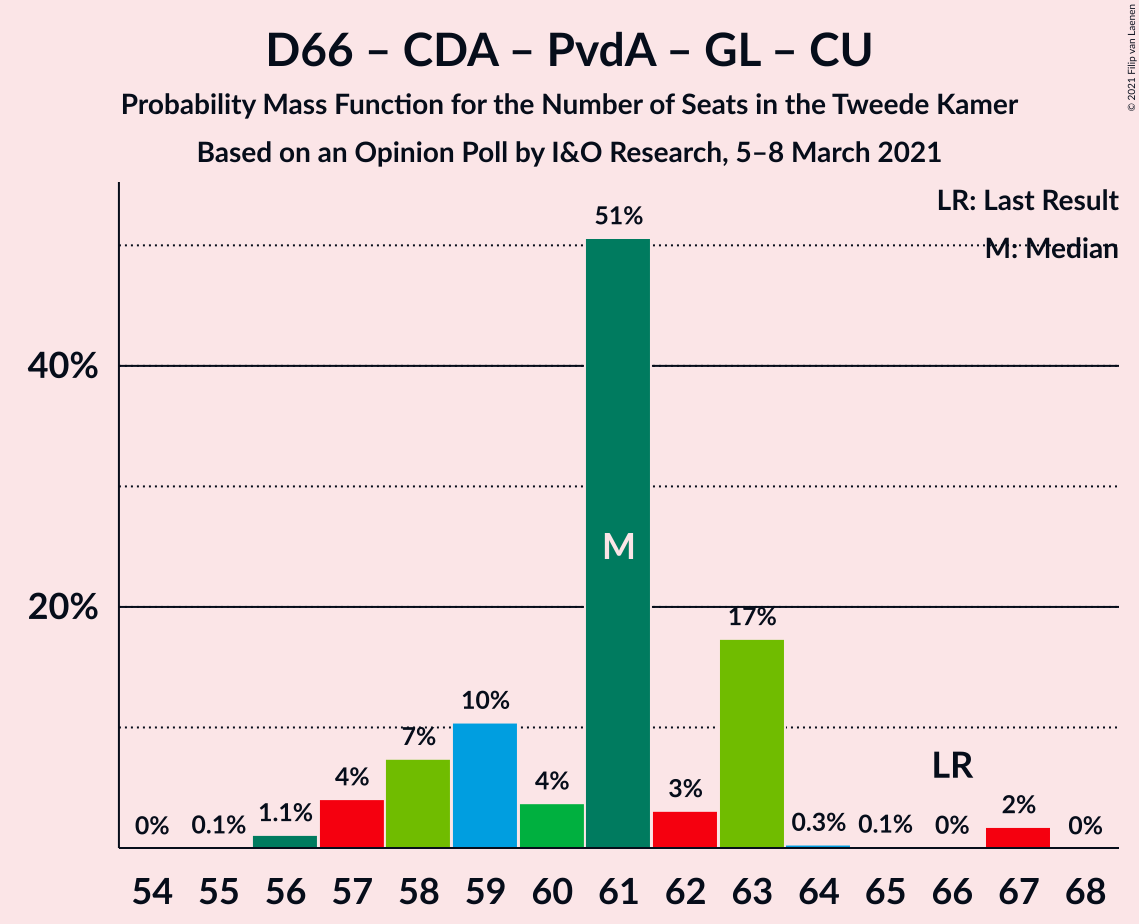 D66 – CDA – PvdA – GL – CU
Probability Mass Function for the Number of Seats in the Tweede Kamer
Based on an Opinion Poll by I&O Research, 5–8 March 2021
© 2021 Filip van Laenen
LR: Last Result
M: Median
51%
40%
M
20%
17%
10%
7%
LR
4%
4%
3%
2%
0%
0.1%
1.1%
0.3%
0.1%
0%
0%
54 55 56 57 58 59 60 61 62 63 64 65 66 67 68